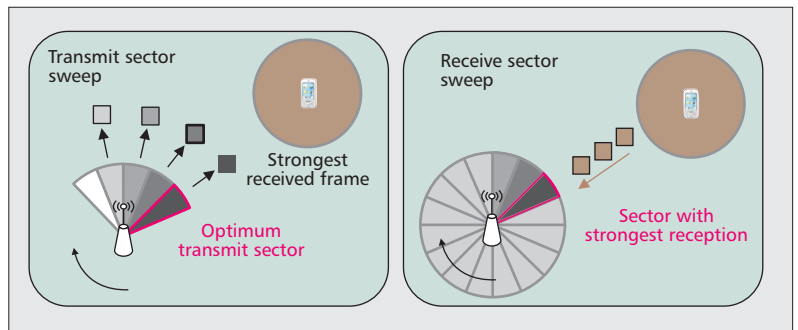 Transmit sector
sweep
Strongest
received frame
Optimum
transmit sector
Receive sector
sweep
Sector with
strongest reception